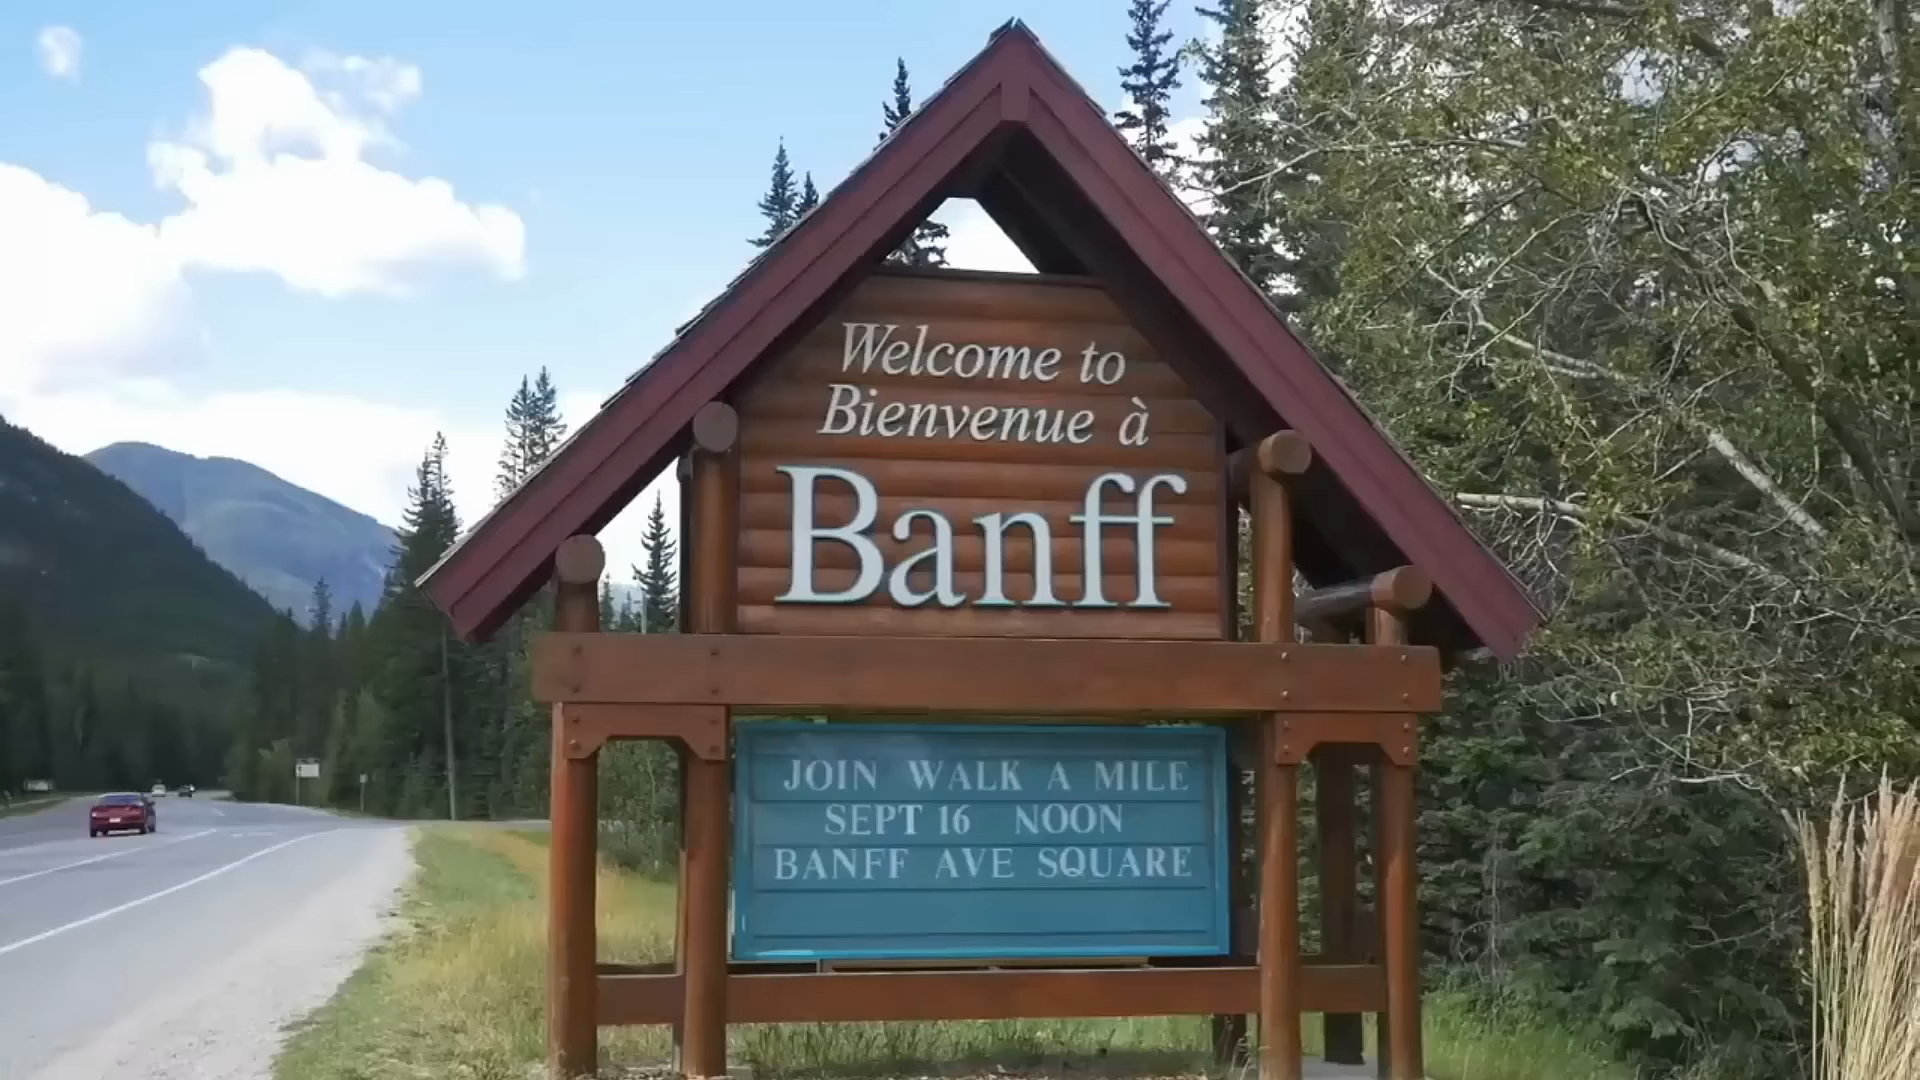 Welcome to
Bienvenue à
Banff
JOIN WALK A MILE
SEPT 16 NOON
BANFF AVE SQUARE